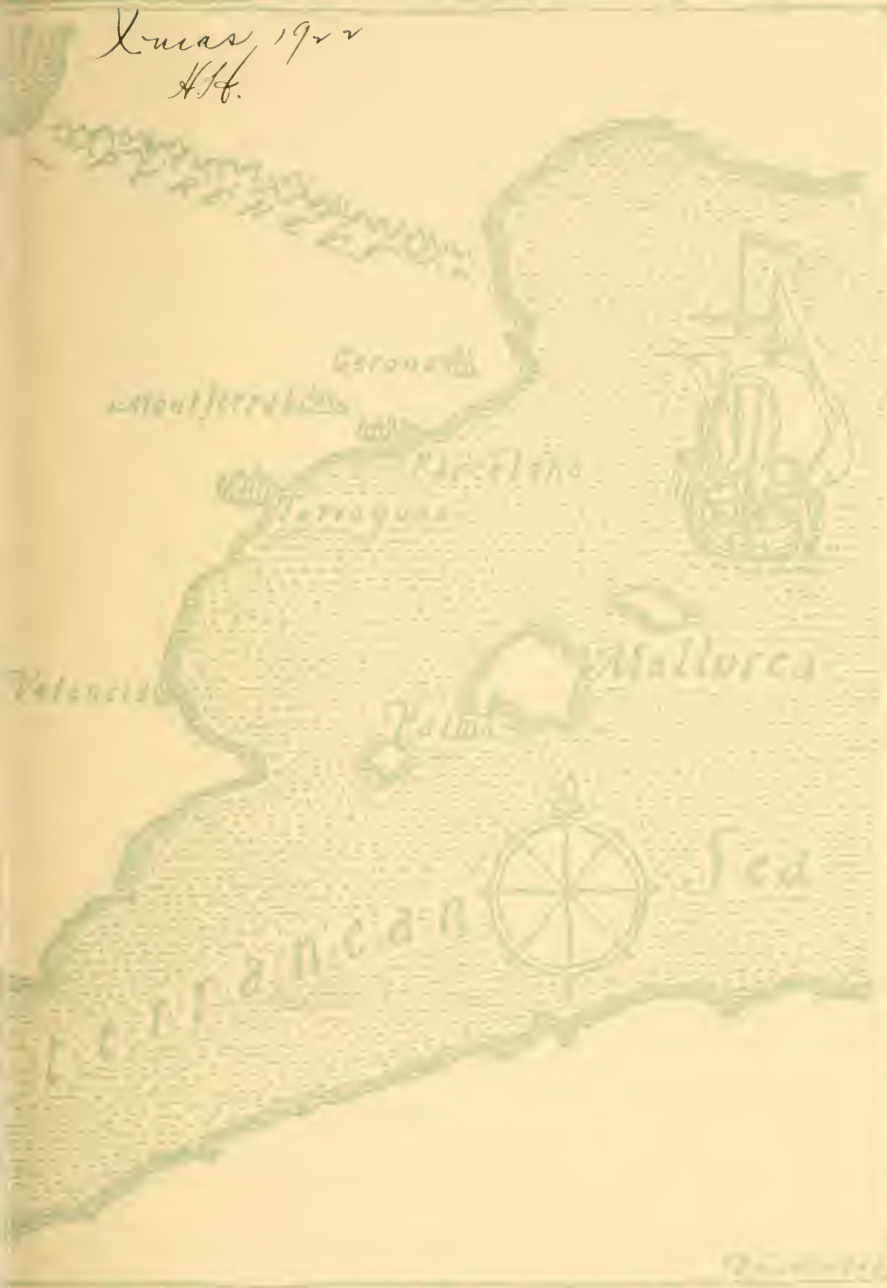 Xmas, 1922
H.H.
PYRENEES
Gerona
Montserrat
Barcelona
Tarragona
Mallorca
Valencia
Palma
Sea
terranean